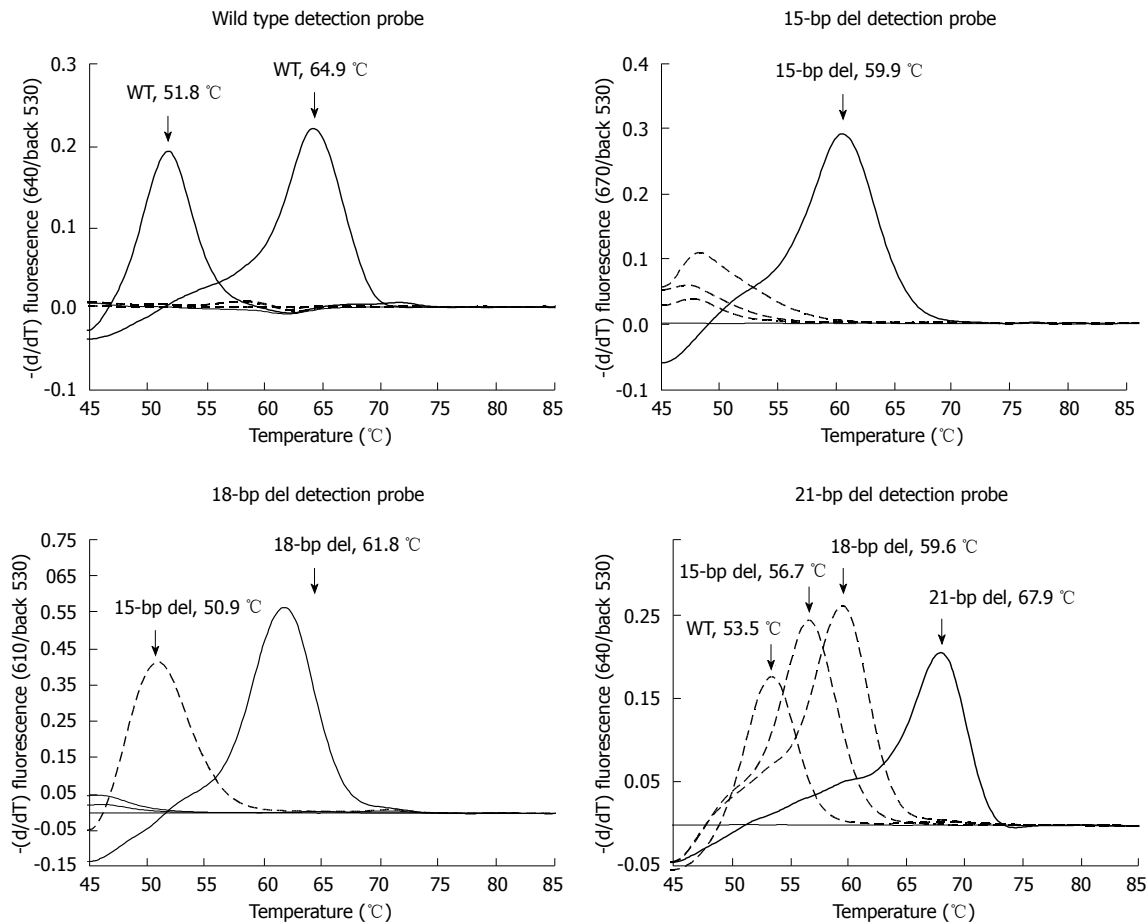 Wild type detection probe
-(d/dT) fluorescence (640/back 530)
0.3
0.2
0.1
0.0
-0.1
WT, 51.8 ℃
WT, 64.9 ℃
45 51 55 62 65 70 75 80 85
Temperature (℃)
15-bp del detection probe
-(d/dT) fluorescence (670/back 530)
0.4
0.3
0.2
0.1
0.0
-0.1
15-bp del, 59.9 ℃
45 50 55 60 65 70 75 80 85
Temperature (℃)
18-bp del detection probe
-(d/dT) fluorescence (610/back 530)
0.75
065
0.55
0.45
0.35
0.25
0.15
0.05
-0.05
-0.15
15-bp del, 50.9 ℃
18-bp del, 61.8 ℃
45 51 55 62 65 70 75 80 85
Temperature (℃)
21-bp del detection probe
-(d/dT) fluorescence (640/back 530)
0.25
0.15
0.05
-0.05
WT, 53.5 ℃
15-bp del, 56.7 ℃
18-bp del, 59.6 ℃
21-bp del, 67.9 ℃
45 50 55 60 65 70 75 80 85
Temperature (℃)